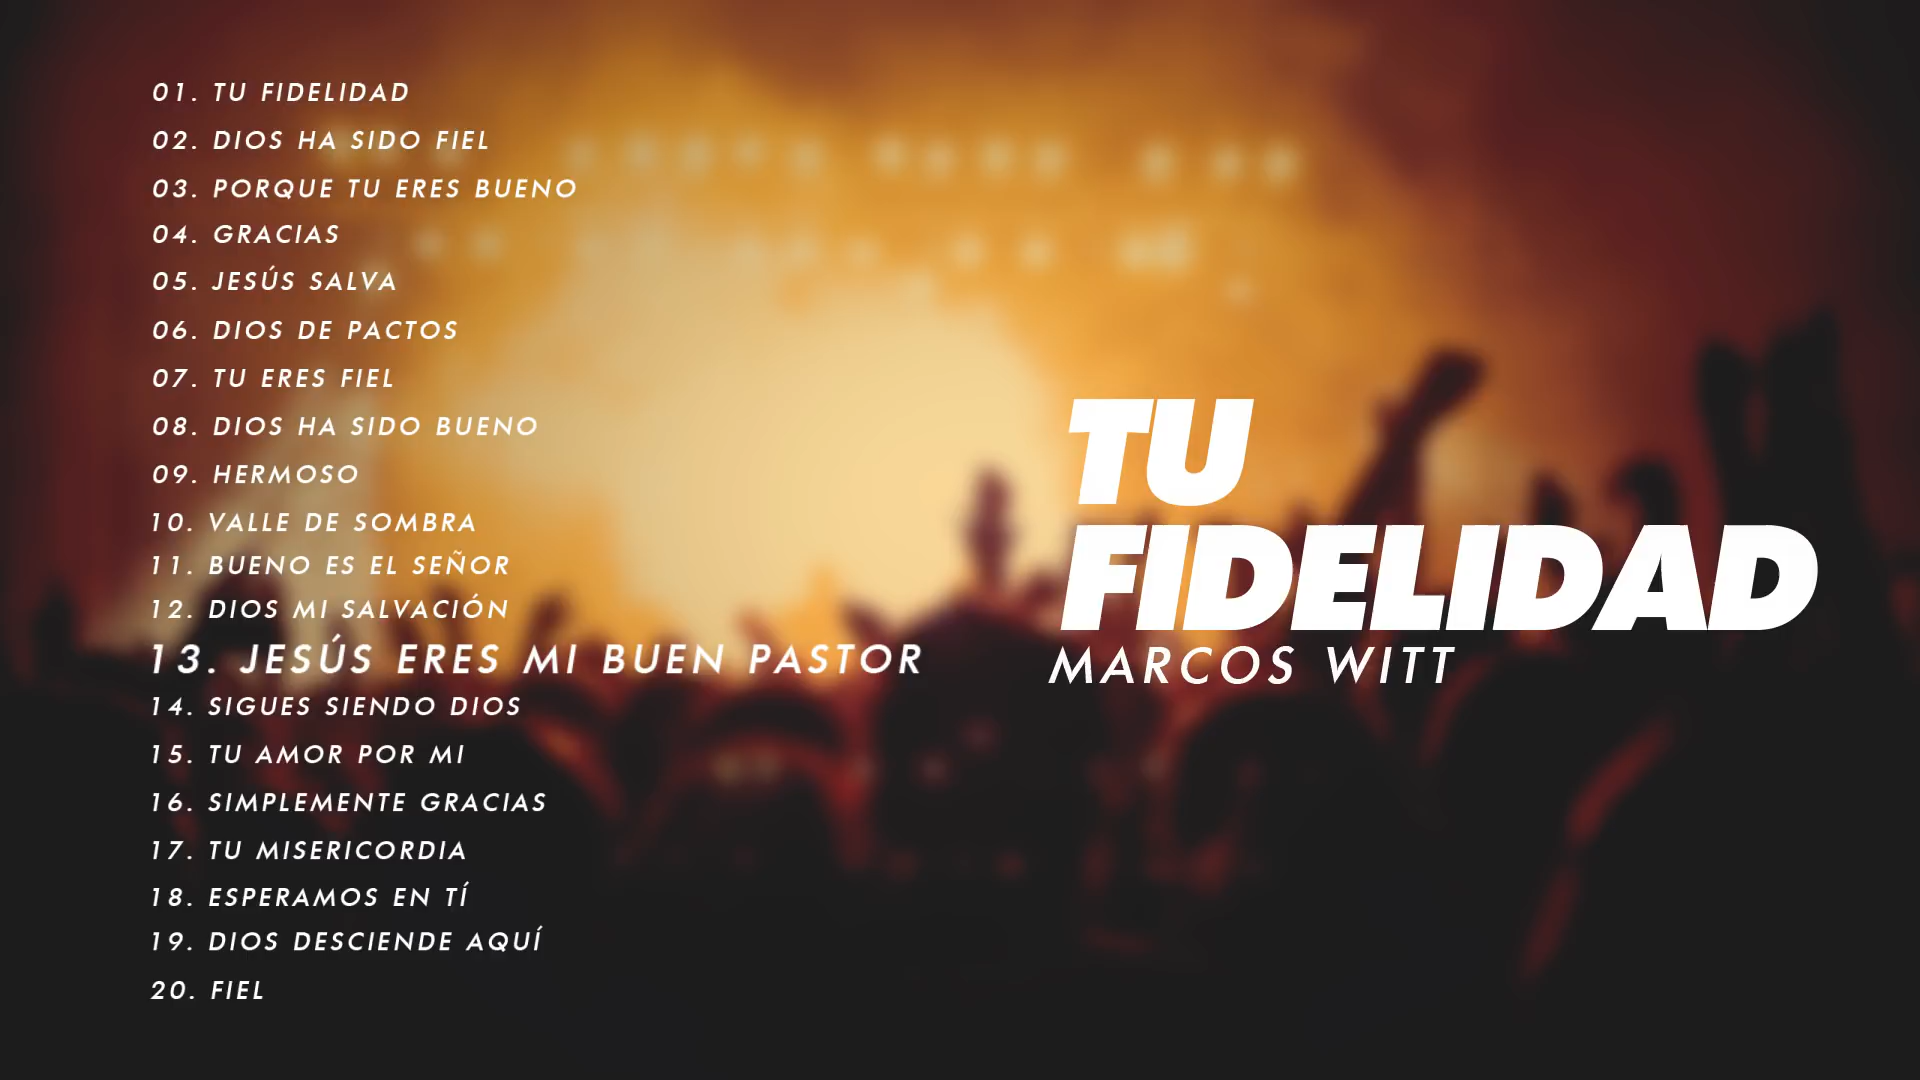 01. TU FIDELIDAD
02. DIOS HA SIDO FIEL
03. PORQUE TU ERES BUENO
04. GRACIAS
05. JESÚS SALVA
06. DIOS DE PACTOS
07. TU ERES FIEL
08. DIOS HA SIDO BUENO
09. HERMOSO
10. VALLE DE SOMBRA
11. BUENO ES EL SEÑOR
12. DIOS MI SALVACIÓN
13. JESÚS ERES MI BUEN PASTOR
14. SIGUES SIENDO DIOS
15. TU AMOR POR MI
16. SIMPLEMENTE GRACIAS
17. TU MISERICORDIA
18. ESPERAMOS EN TÍ
19. DIOS DESCIENDE AQUÍ
20. FIEL
TU
FIDELIDAD
MARCOS WITT